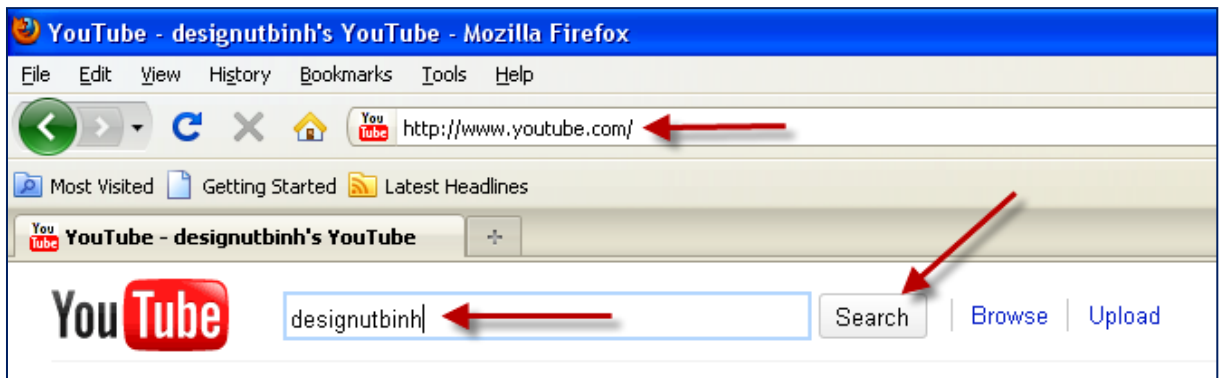 YouTube - designutbinh's YouTube - Mozilla Firefox
File Edit View History Bookmarks Tools Help
You Tube http://www.youtube.com/
Most Visited Getting Started Latest Headlines
You Tube YouTube - designutbinh's YouTube
You Tube designutbinh Search Browse Upload